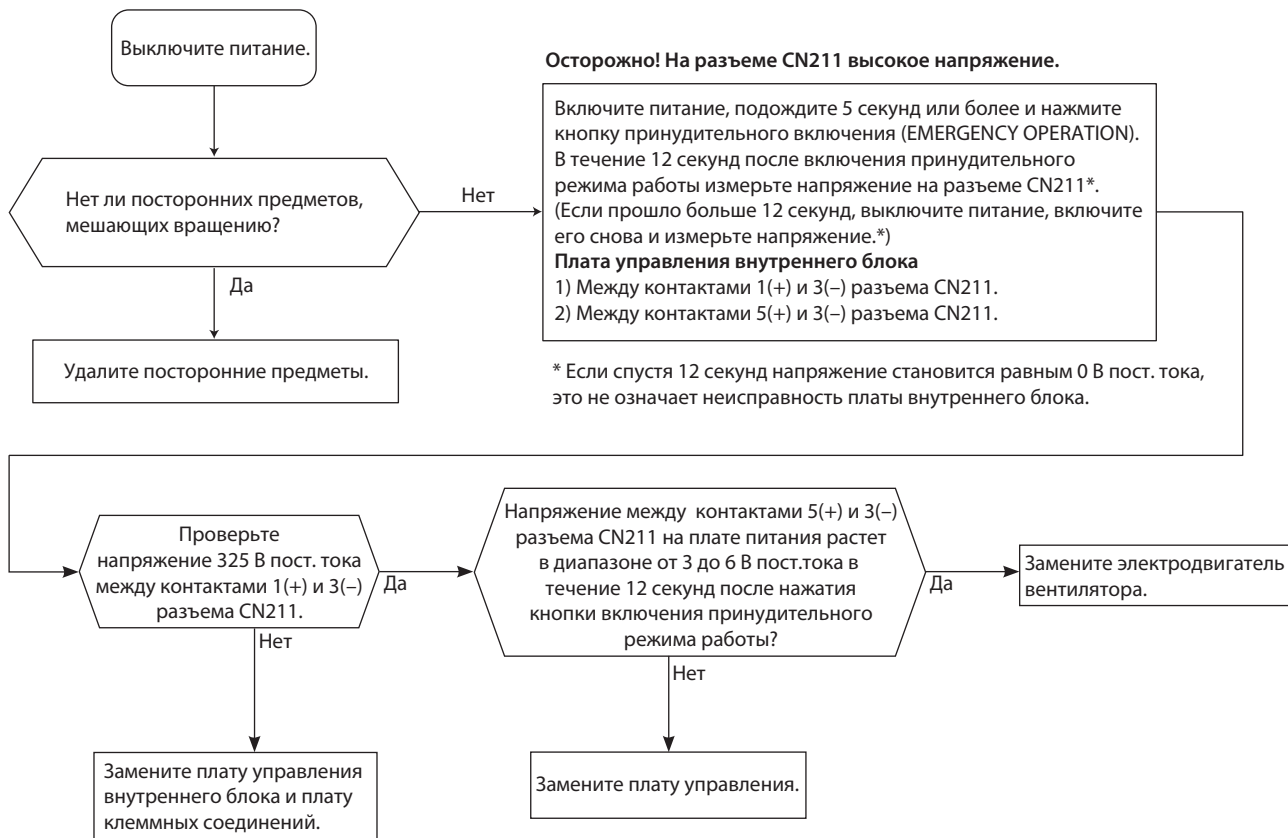 Выключите питание.
Осторожно! На разъеме CN211 высокое напряжение.
Включите питание, подождите 5 секунд или более и нажмите
кнопку принудительного включения (EMERGENCY OPERATION).
В течение 12 секунд после включения принудительного
режима работы измерьте напряжение на разъеме CN211*.
(Если прошло больше 12 секунд, выключите питание, включите
его снова и измерьте напряжение.*)
Плата управления внутреннего блока
1) Между контактами 1(+) и 3(–) разъема CN211.
2) Между контактами 5(+) и 3(–) разъема CN211.
Нет ли посторонних предметов,
мешающих вращению?
Нет
Да
Удалите посторонние предметы.
* Если спустя 12 секунд напряжение становится равным 0 В пост. тока,
это не означает неисправность платы внутреннего блока.
Проверьте
напряжение 325 В пост. тока
между контактами 1(+) и 3(–)
разъема CN211.
Да
Нет
Напряжение между контактами 5(+) и 3(–)
разъема CN211 на плате питания растет
в диапазоне от 3 до 6 В пост.тока в
течение 12 секунд после нажатия
кнопки включения принудительного
режима работы?
Да
Нет
Замените электродвигатель
вентилятора.
Замените плату управления
внутреннего блока и плату
клеммных соединений.
Замените плату управления.